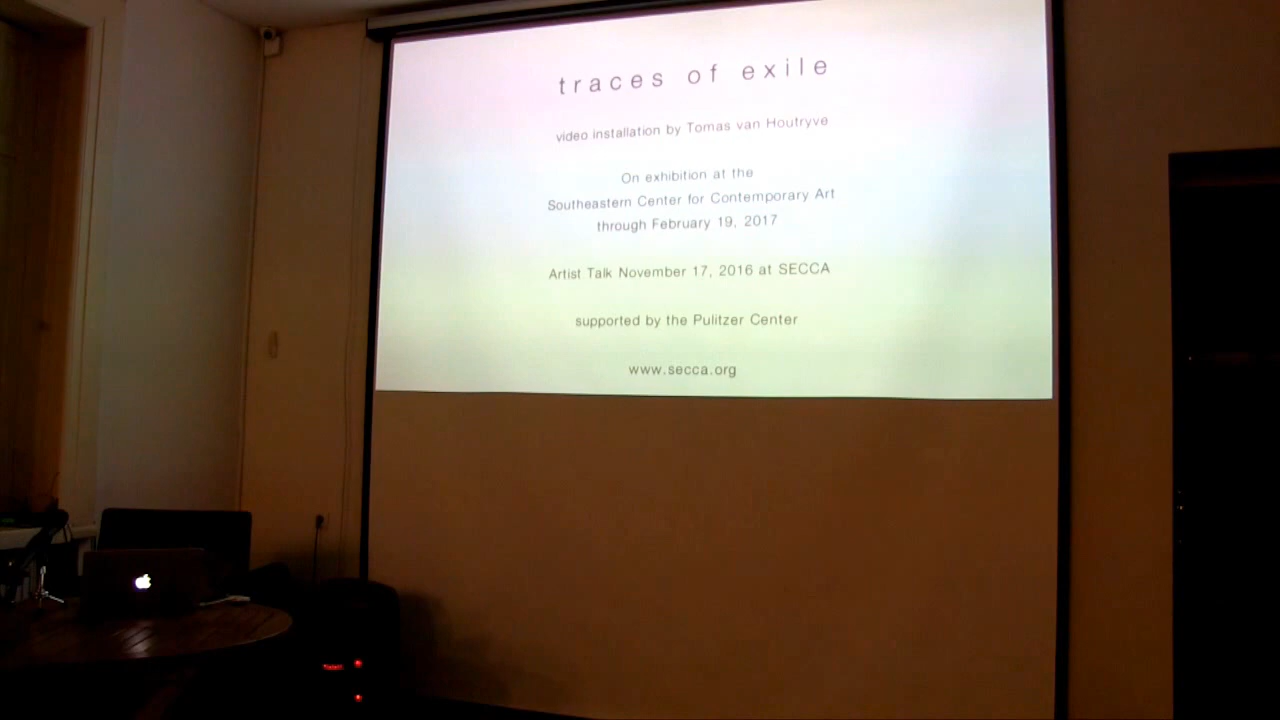 traces of exile
video installation by Tomas van Houtryve
On exhibition at the
Southeastern Center for Contemporary Art
through February 19, 2017
Artist Talk November 17, 2016 at SECCA
supported by the Pulitzer Center
www.secca.org